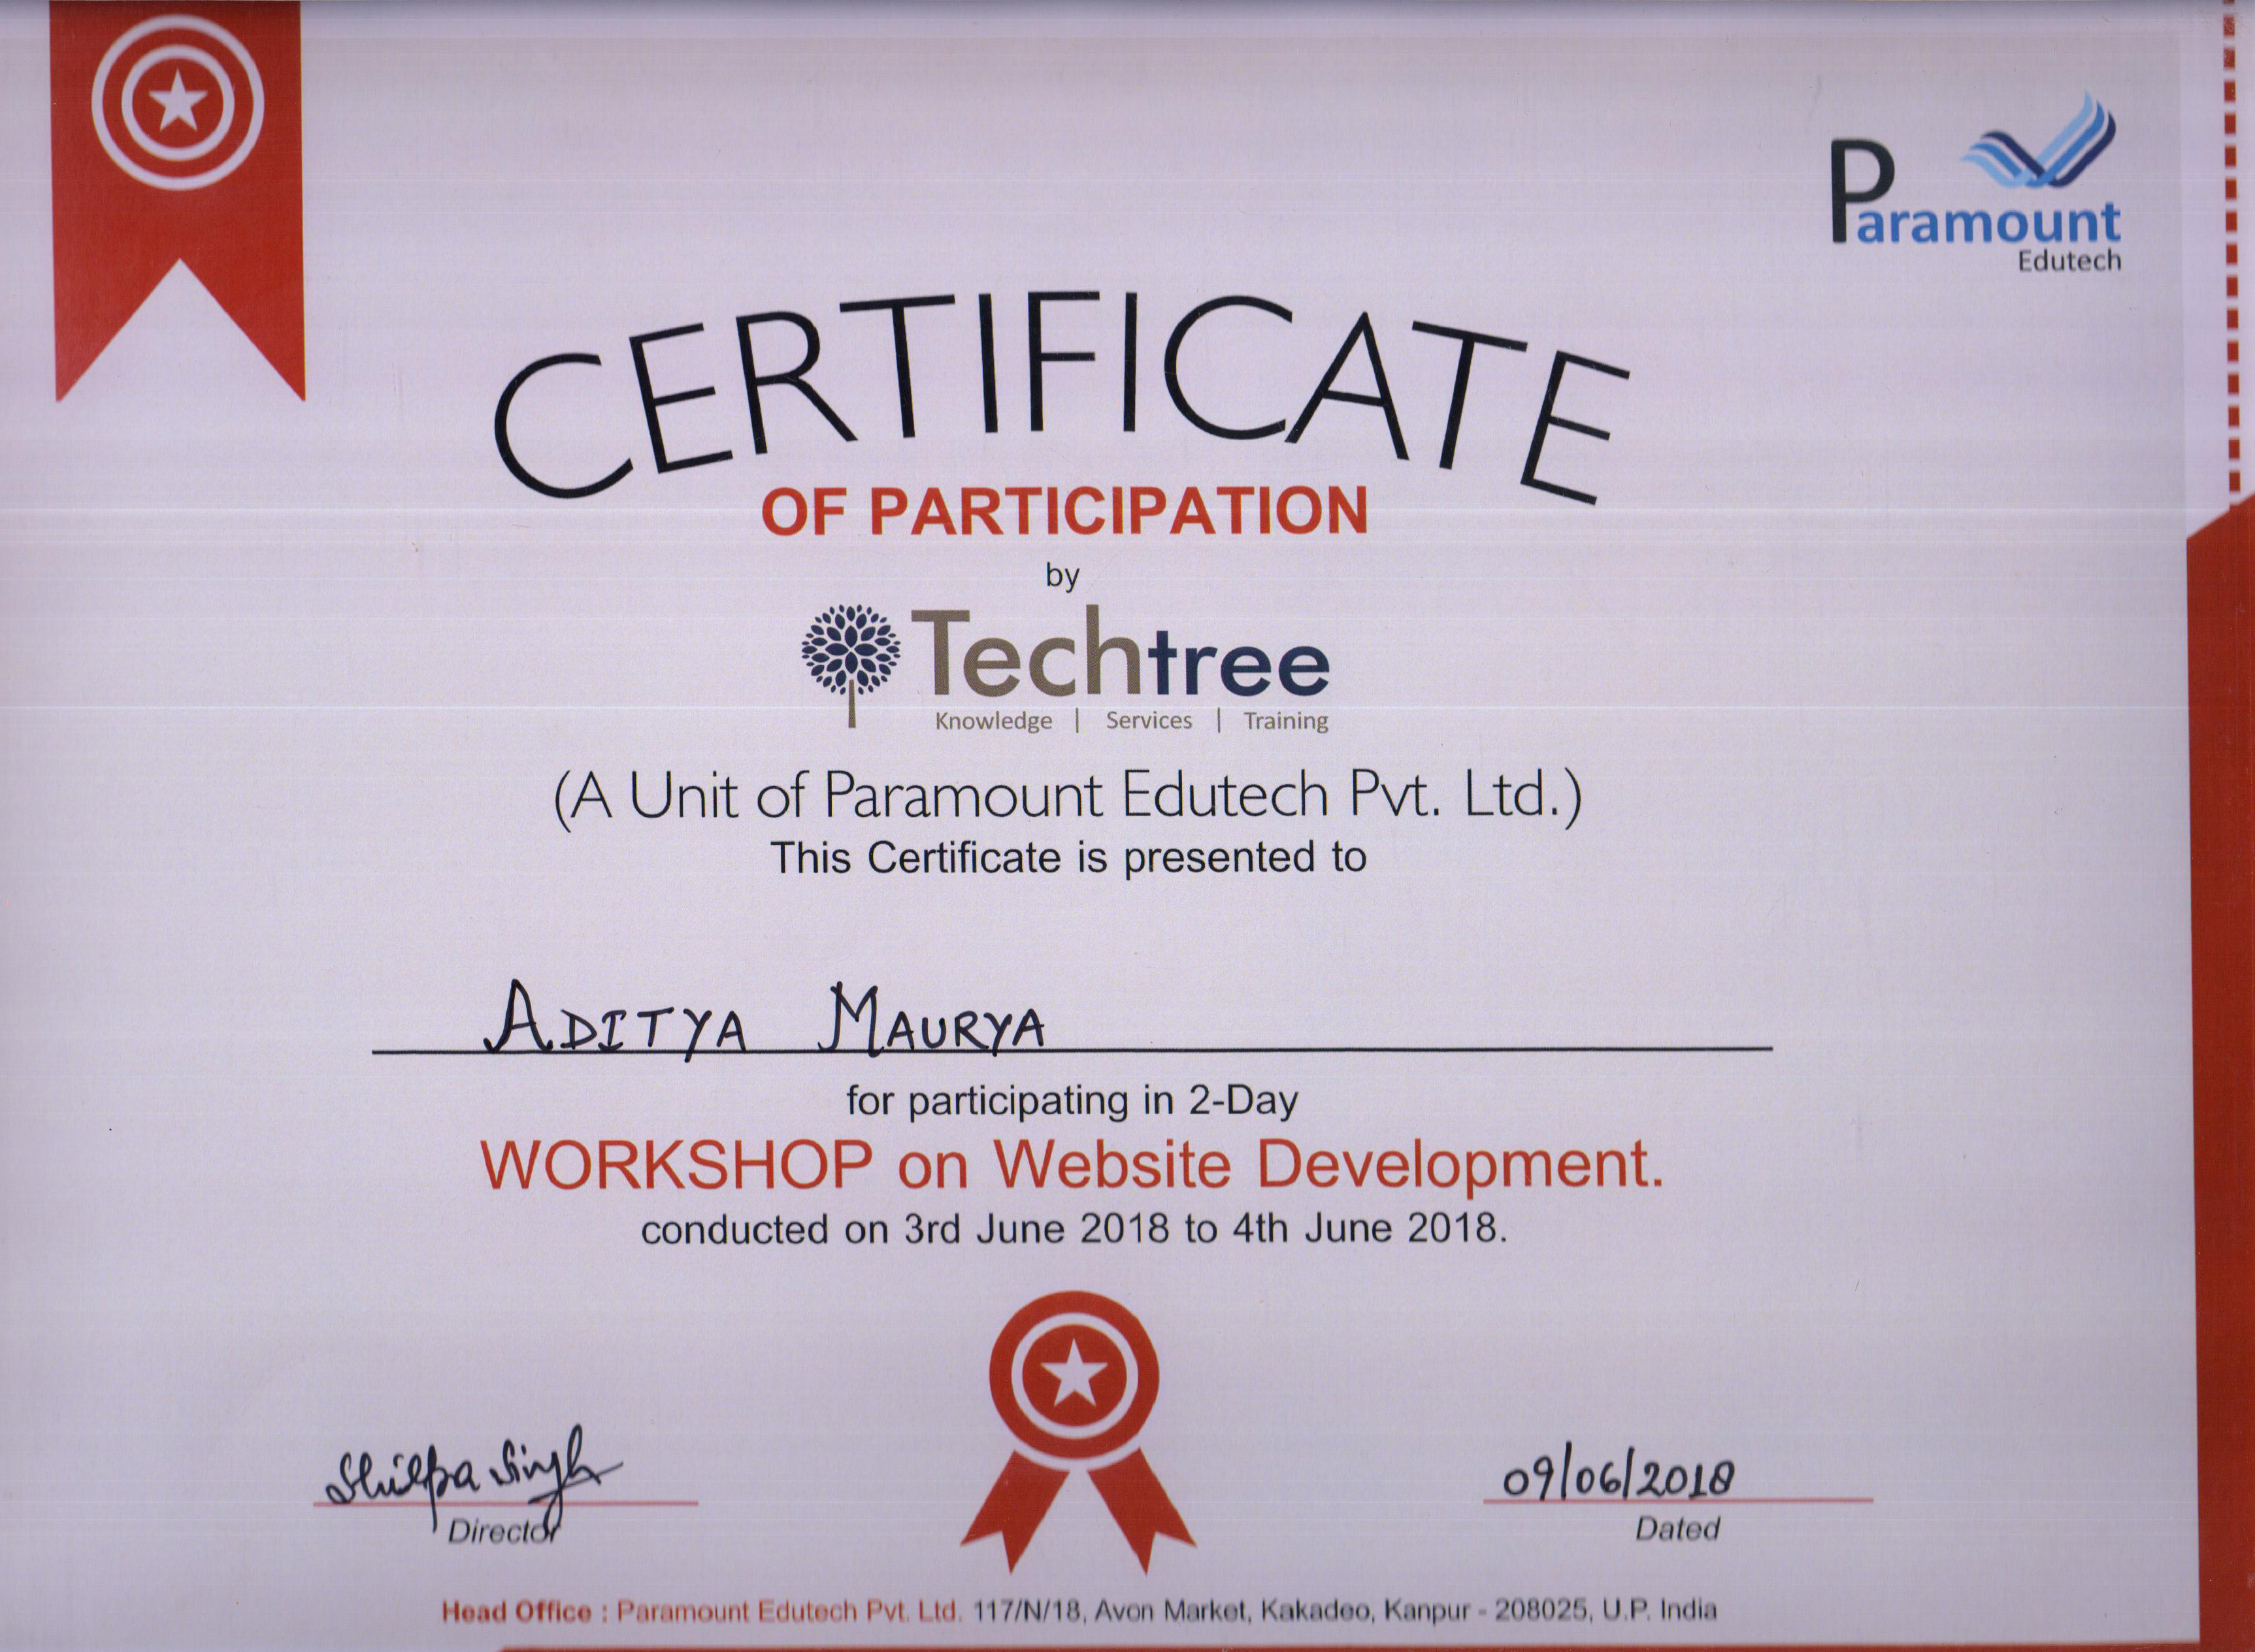 Paramount
Edutech
CERTIFICATE
OF PARTICIPATION
by
Techtree
Knowledge | Services | Training
(A Unit of Paramount Edutech Pvt. Ltd.)
This Certificate is presented to
ADITYA MAURYA
for participating in 2-Day
WORKSHOP on Website Development.
conducted on 3rd June 2018 to 4th June 2018.
Shilpa Singh
09/06/2018
Director
Dated
Head Office : Paramount Edutech Pvt. Ltd. 117/N/18, Avon Market, Kakadeo, Kanpur - 208025, U.P. India